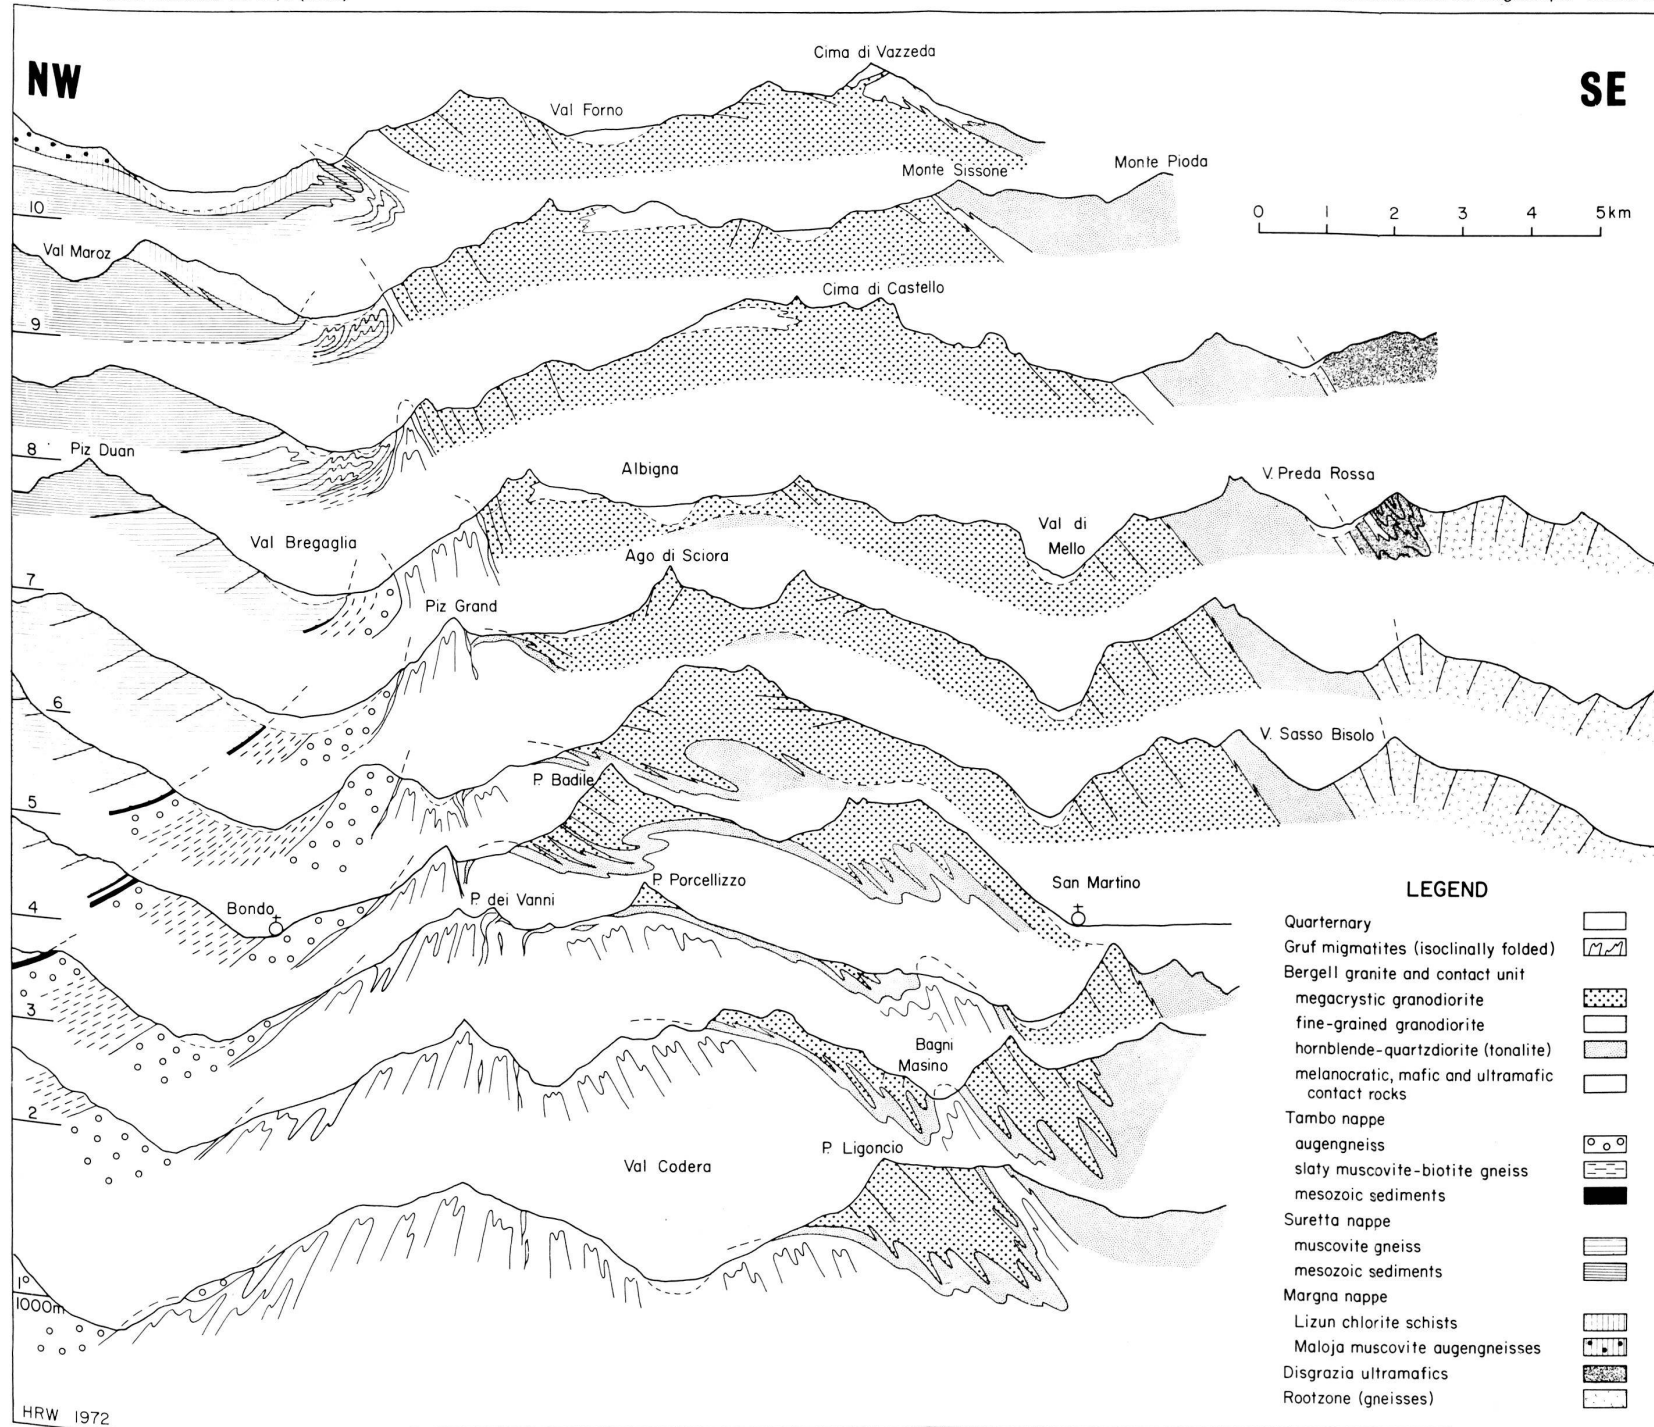 NW
SE
Cima di Vazzeda
Val Forno
Monte Sissone
Monte Pioda
0 1 2 3 4 5 km
10
Val Maroz
9
Cima di Castello
8
Piz Duan
Albigna
V. Preda Rossa
Val Bregaglia
Val di
Mello
Ago di Sciora
7
Piz Grand
6
V. Sasso Bisolo
P. Badile
5
P. Porcellizzo
San Martino
P. dei Vanni
Bondo
4
3
Bagni
Masino
2
P. Ligoncio
Val Codera
1
1000m
LEGEND
Quarternary
Gruf migmatites (isoclinally folded)
Bergell granite and contact unit
megacrystic granodiorite
fine-grained granodiorite
hornblende-quartzdiorite (tonalite)
melanocratic, mafic and ultramafic
contact rocks
Tambo nappe
augengneiss
slaty muscovite-biotite gneiss
mesozoic sediments
Suretta nappe
muscovite gneiss
mesozoic sediments
Margna nappe
Lizun chlorite schists
Maloja muscovite augengneisses
Disgrazia ultramafics
Rootzone (gneisses)
HRW 1972